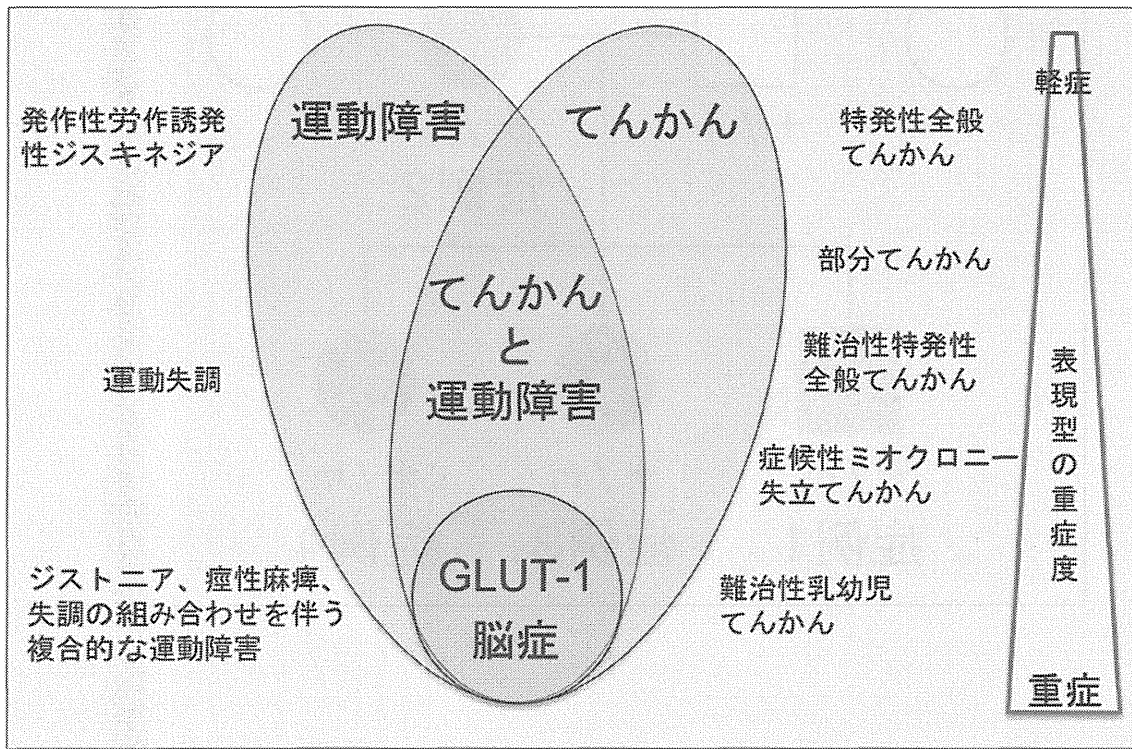 発作性労作誘発
性ジスキネジア
運動失調
ジストニア、痙性麻痺、
失調の組み合わせを伴う
複合的な運動障害
運動障害
てんかん
てんかん
と
運動障害
GLUT-1
脳症
特発性全般
てんかん
部分てんかん
難治性特発性
全般てんかん
症候性ミオクロニー
失立てんかん
難治性乳幼児
てんかん
軽症
表現型の重症度
重症